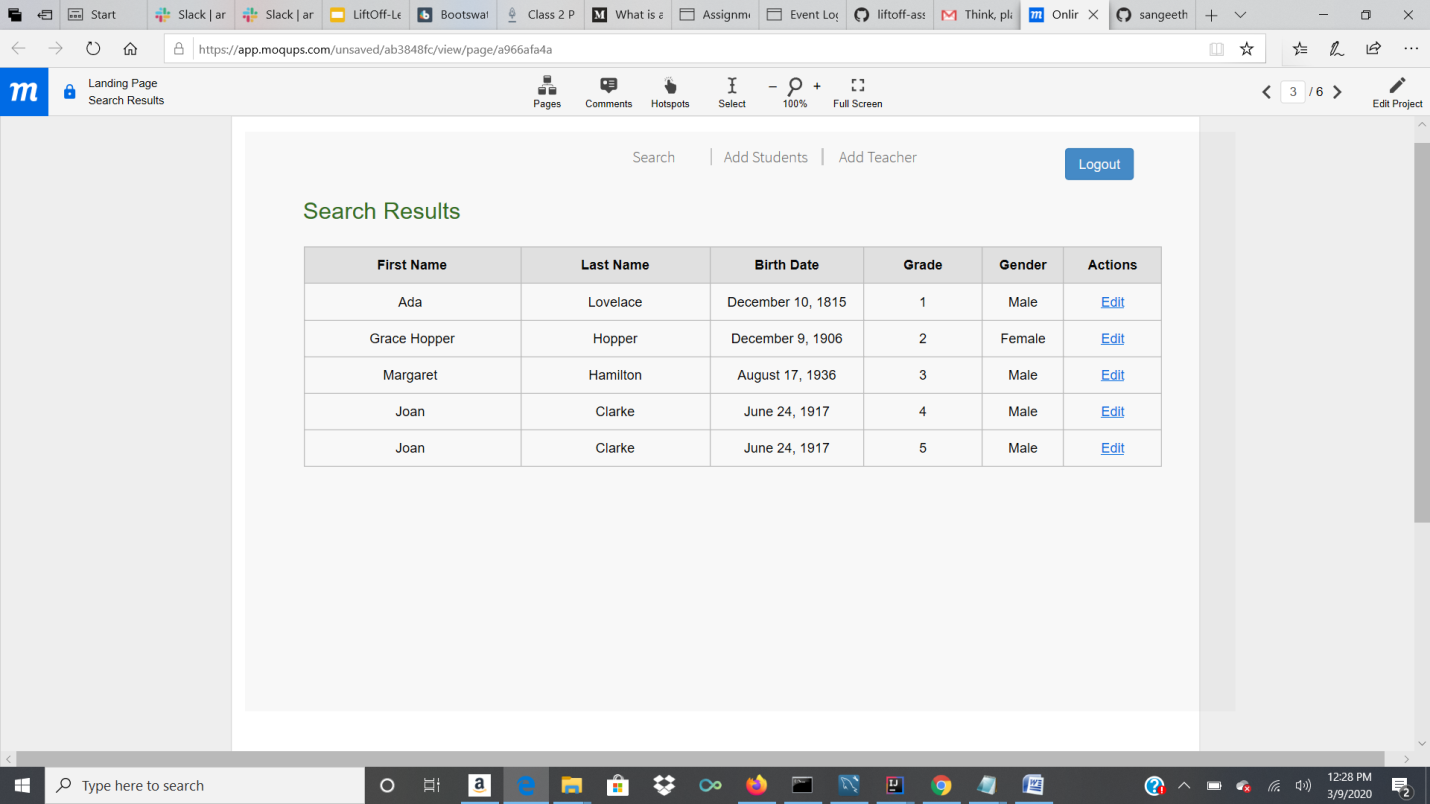 Start Slack | ar Slack | ar LiftOff-Le Bootswat Class 2 P What is a Assignme Event Log liftoff-ass Think, pla Onlin sangeeth
https://app.moqups.com/unsaved/ab3848fc/view/page/a966afa4a
m Landing Page
Search Results
Pages Comments Hotspots Select 100% Full Screen 3 / 6 Edit Project
Search | Add Students | Add Teacher Logout
Search Results
First Name Last Name Birth Date Grade Gender Actions
Ada Lovelace December 10, 1815 1 Male Edit
Grace Hopper Hopper December 9, 1906 2 Female Edit
Margaret Hamilton August 17, 1936 3 Male Edit
Joan Clarke June 24, 1917 4 Male Edit
Joan Clarke June 24, 1917 5 Male Edit
Type here to search 12:28 PM
3/9/2020 2